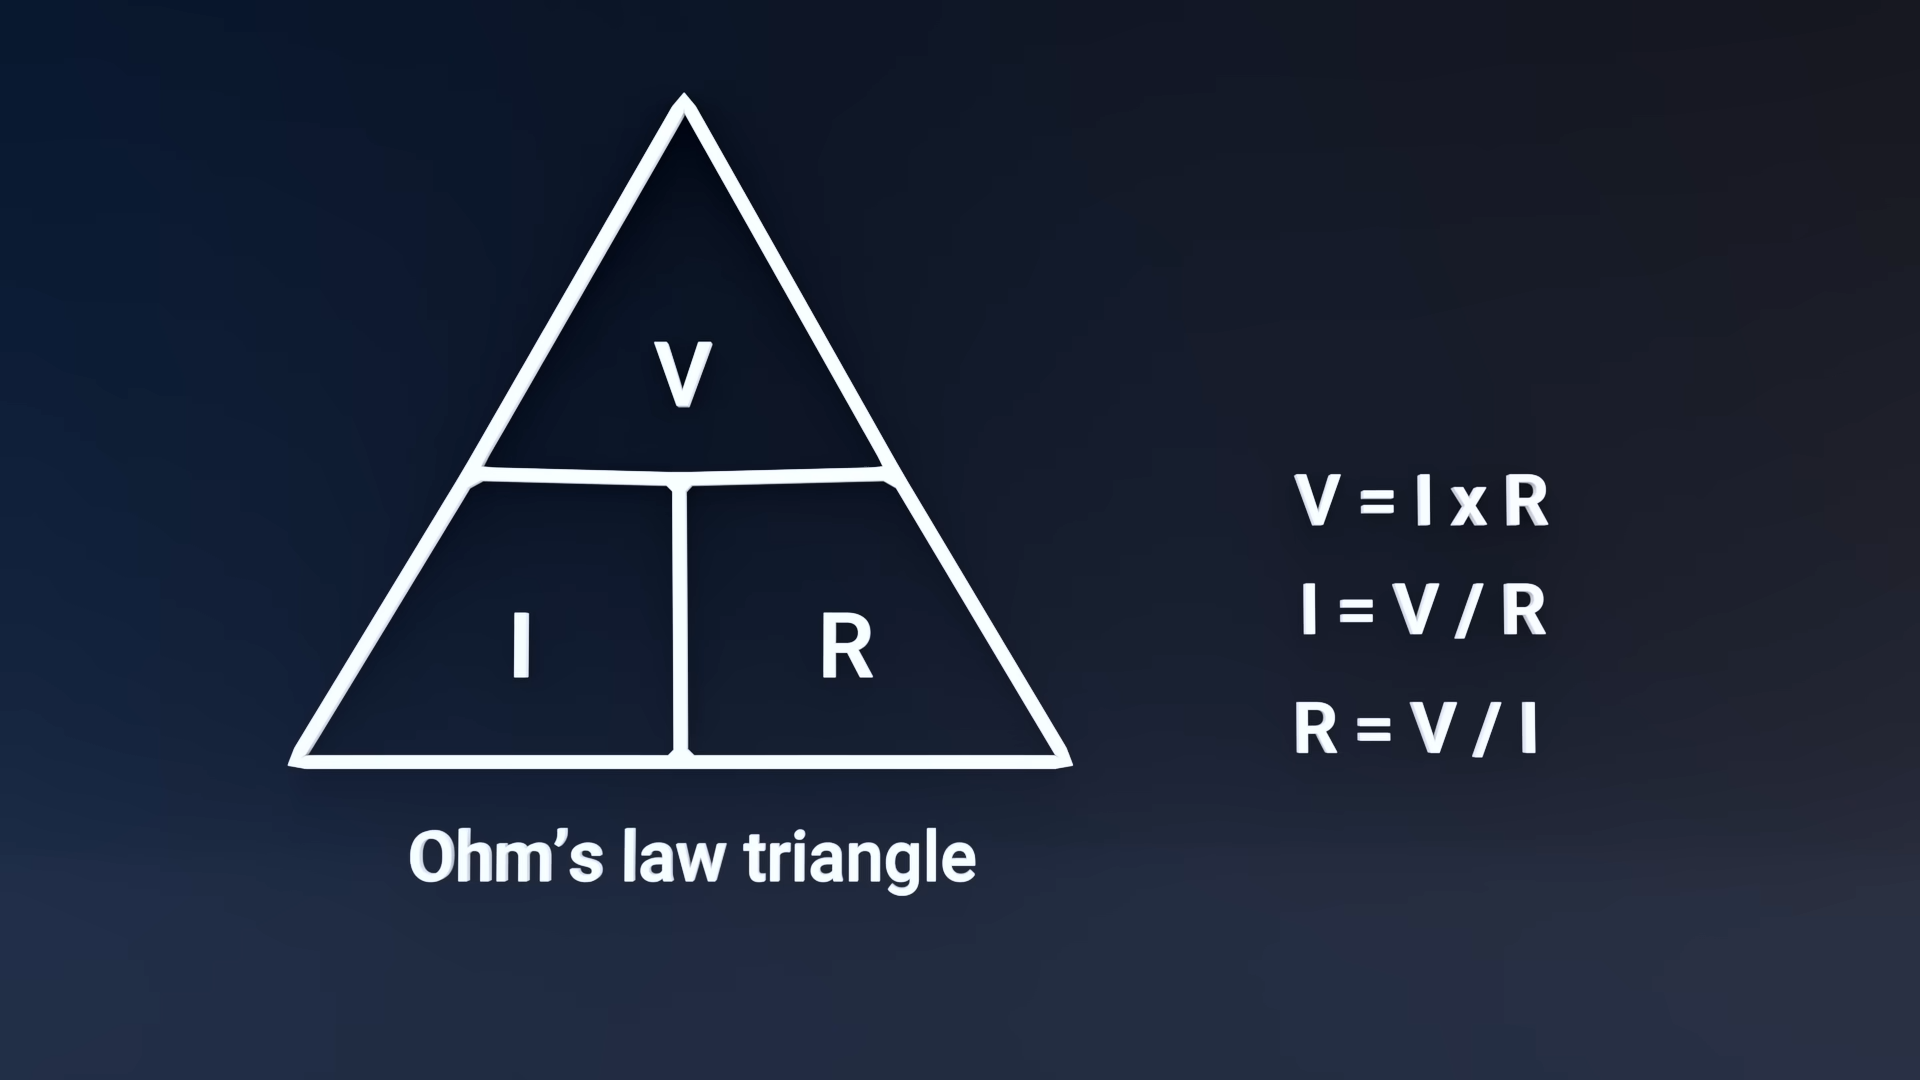 V
I R
Ohm’s law triangle
V = I x R
I = V / R
R = V / I